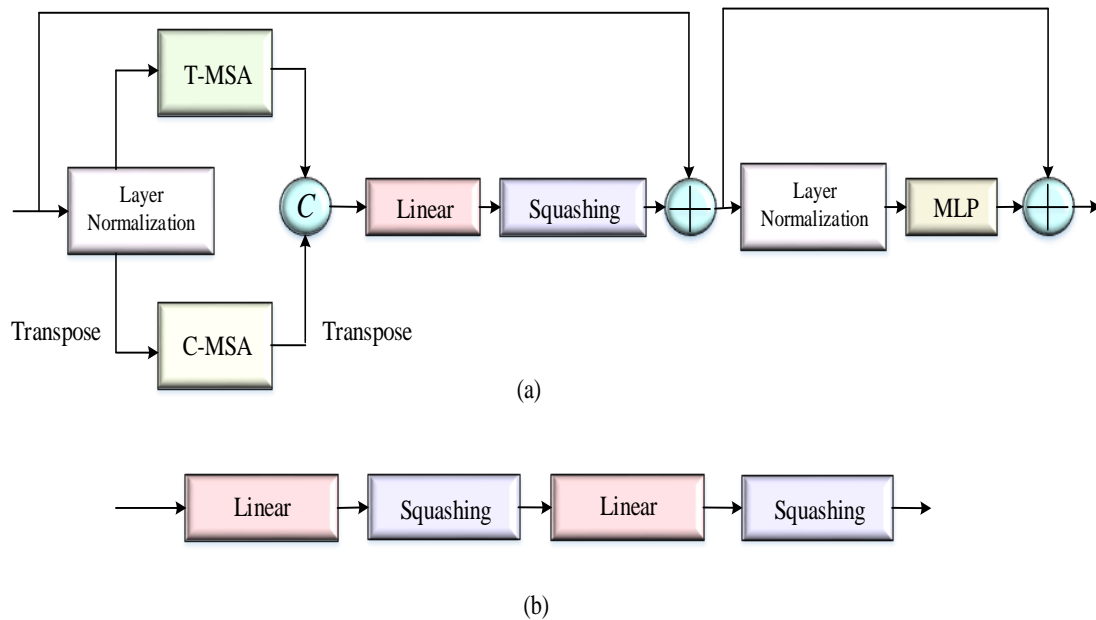 T-MSA
Layer
Normalization
C
Linear
Squashing
Layer
Normalization
MLP
Transpose
C-MSA
Transpose
(a)
Linear
Squashing
Linear
Squashing
(b)